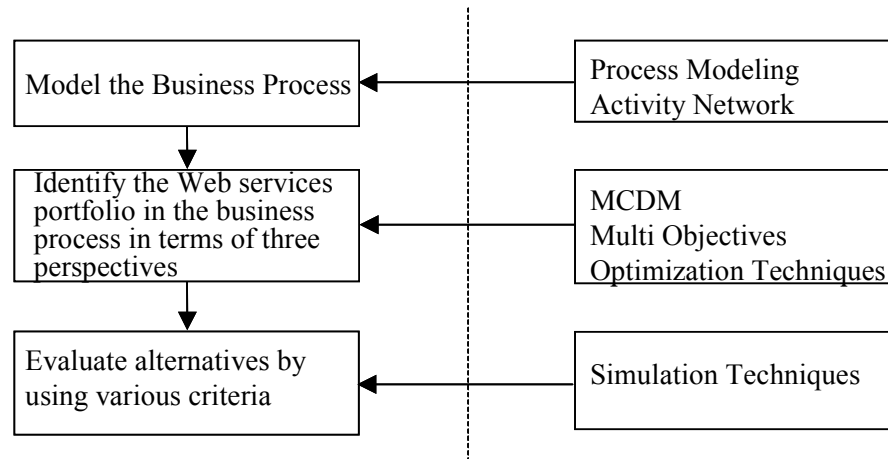 Model the Business Process
Process Modeling
Activity Network
Identify the Web services
portfolio in the business
process in terms of three
perspectives
MCDM
Multi Objectives
Optimization Techniques
Evaluate alternatives by
using various criteria
Simulation Techniques